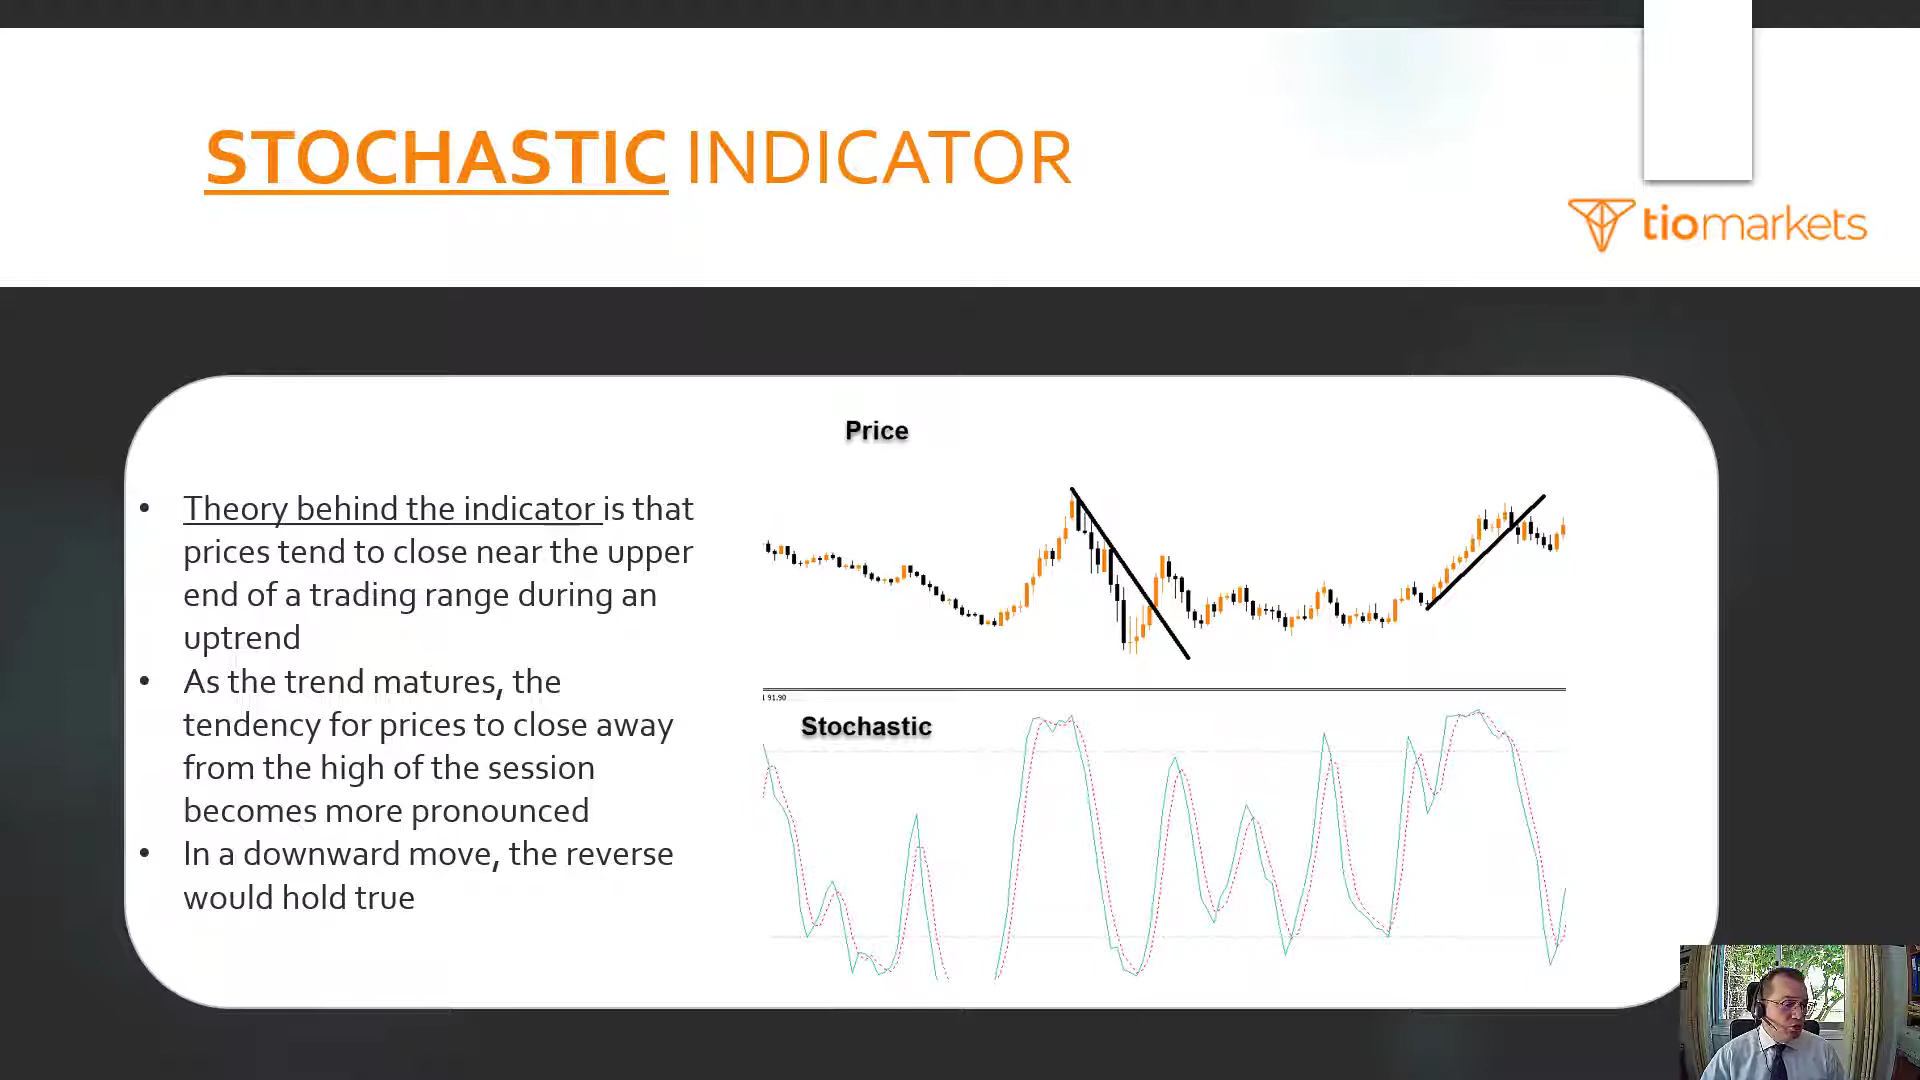 STOCHASTIC INDICATOR
tiomarkets
Price
• Theory behind the indicator is that
prices tend to close near the upper
end of a trading range during an
uptrend
• As the trend matures, the
tendency for prices to close away
from the high of the session
becomes more pronounced
• In a downward move, the reverse
would hold true
91.90
Stochastic